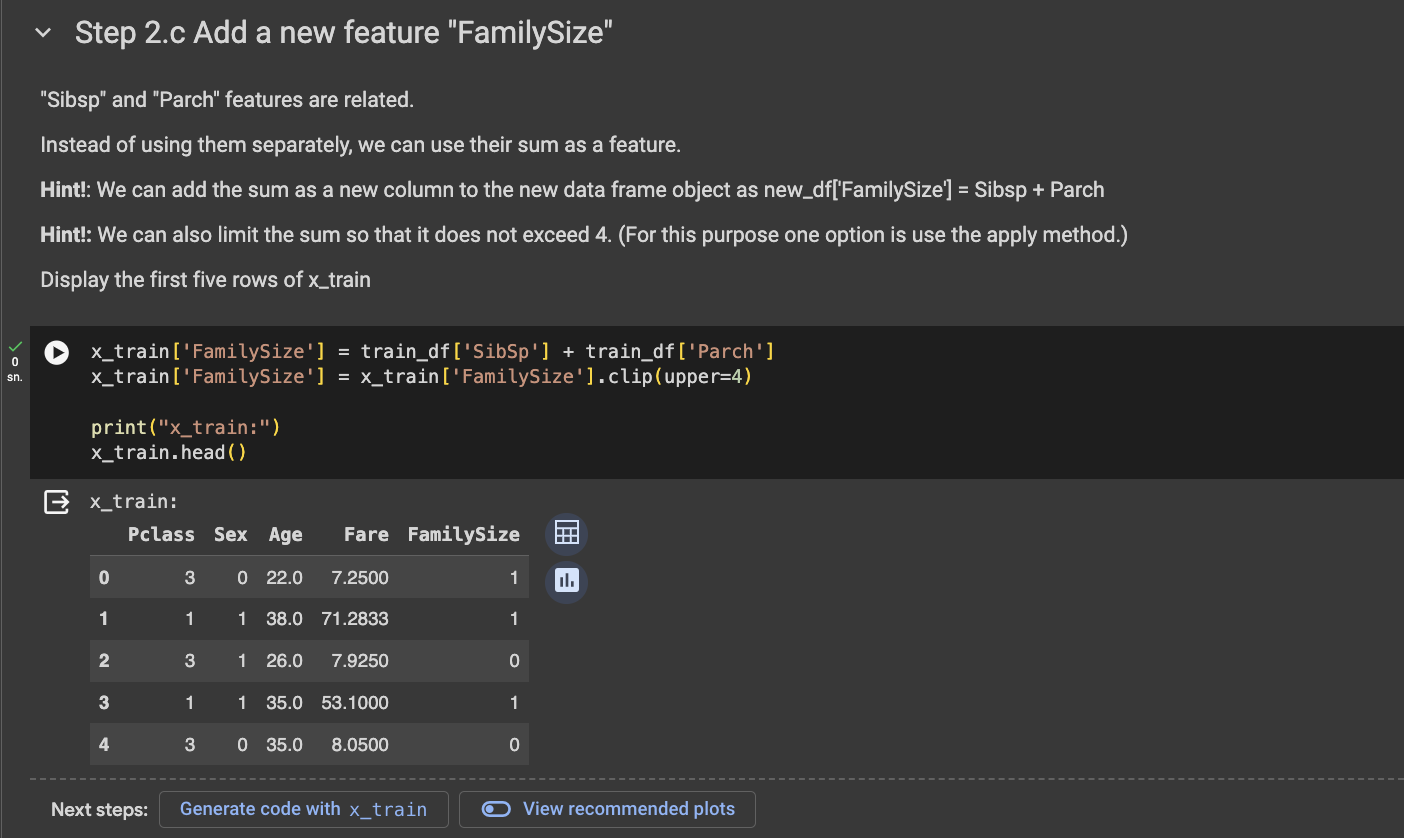 Step 2.c Add a new feature "FamilySize"
"Sibsp" and "Parch" features are related.
Instead of using them separately, we can use their sum as a feature.
Hint!: We can add the sum as a new column to the new data frame object as new_df['FamilySize'] = Sibsp + Parch
Hint!: We can also limit the sum so that it does not exceed 4. (For this purpose one option is use the apply method.)
Display the first five rows of x_train
0
sn.
x_train['FamilySize'] = train_df['SibSp'] + train_df['Parch']
x_train['FamilySize'] = x_train['FamilySize'].clip(upper=4)
print("x_train:")
x_train.head()
x_train:
Pclass Sex Age Fare FamilySize
0 3 0 22.0 7.2500 1
1 1 1 38.0 71.2833 1
2 3 1 26.0 7.9250 0
3 1 1 35.0 53.1000 1
4 3 0 35.0 8.0500 0
Next steps: Generate code with x_train View recommended plots